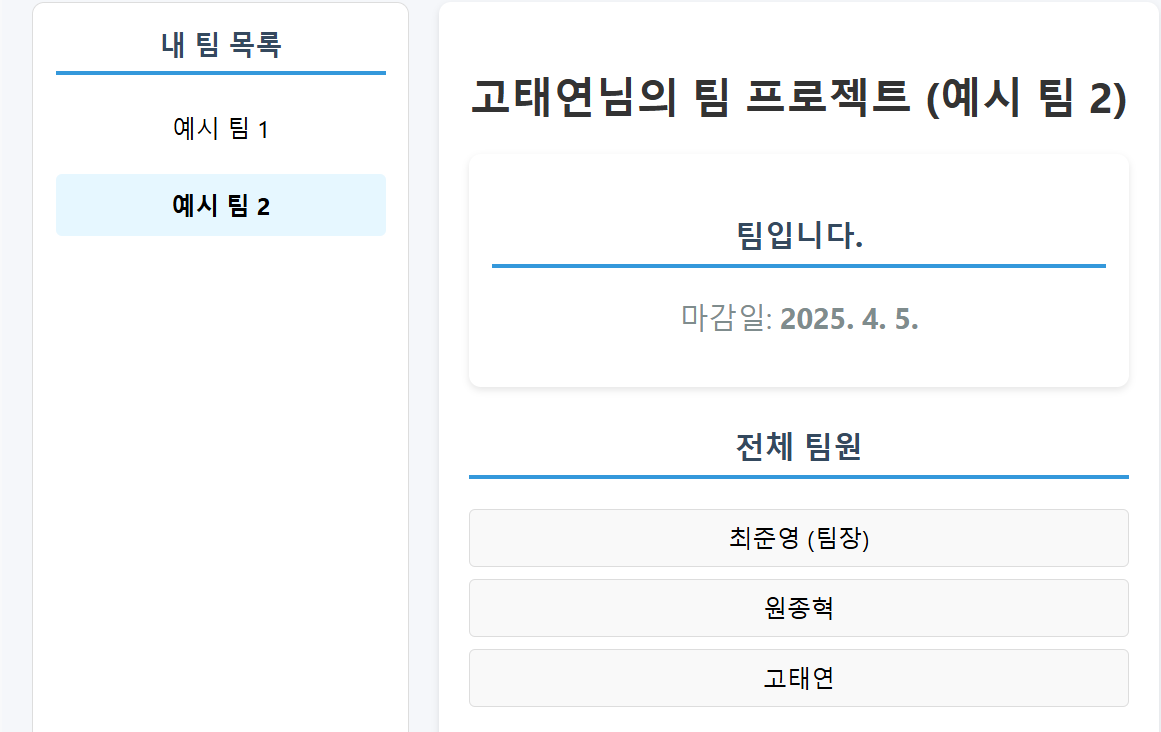 내 팀 목록
예시 팀 1
예시 팀 2
고태연님의 팀 프로젝트 (예시 팀 2)
팀입니다.
마감일: 2025. 4. 5.
전체 팀원
최준영 (팀장)
원종혁
고태연